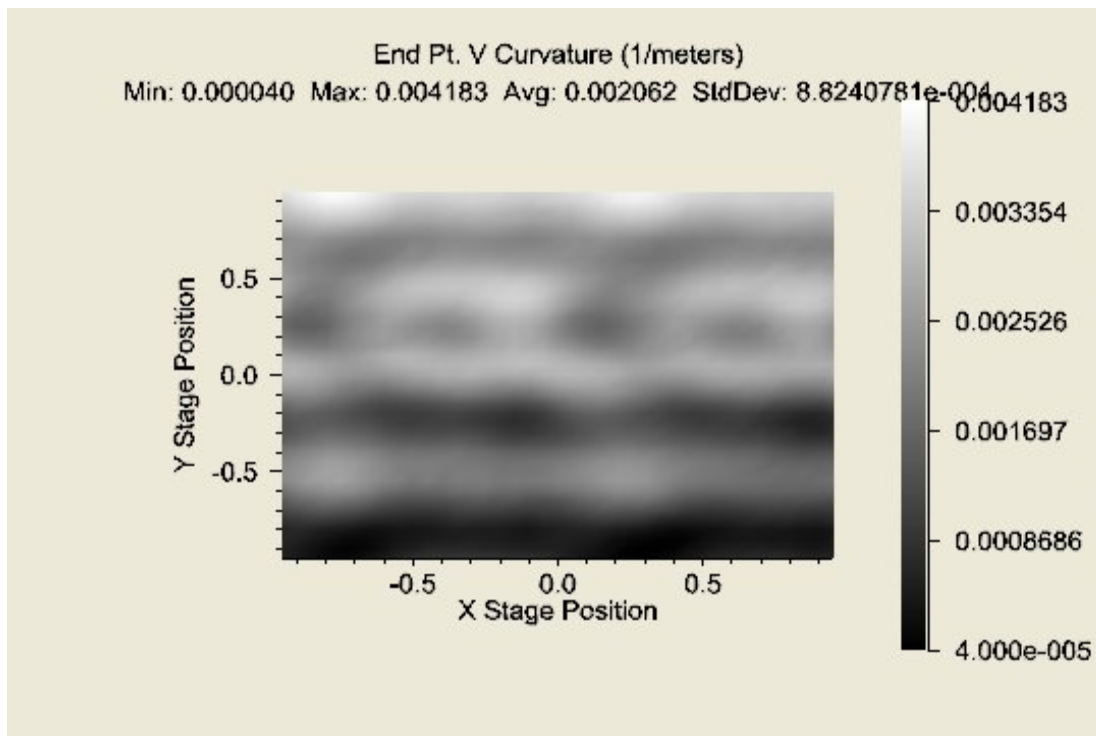 End Pt. V Curvature (1/meters)
Min: 0.000040 Max: 0.004183 Avg: 0.002062 StdDev: 8.8240781e-004
0.004183
0.003354
0.002526
0.001697
0.0008686
4.000e-005
Y Stage Position
0.5
0.0
-0.5
-0.5 0.0 0.5
X Stage Position